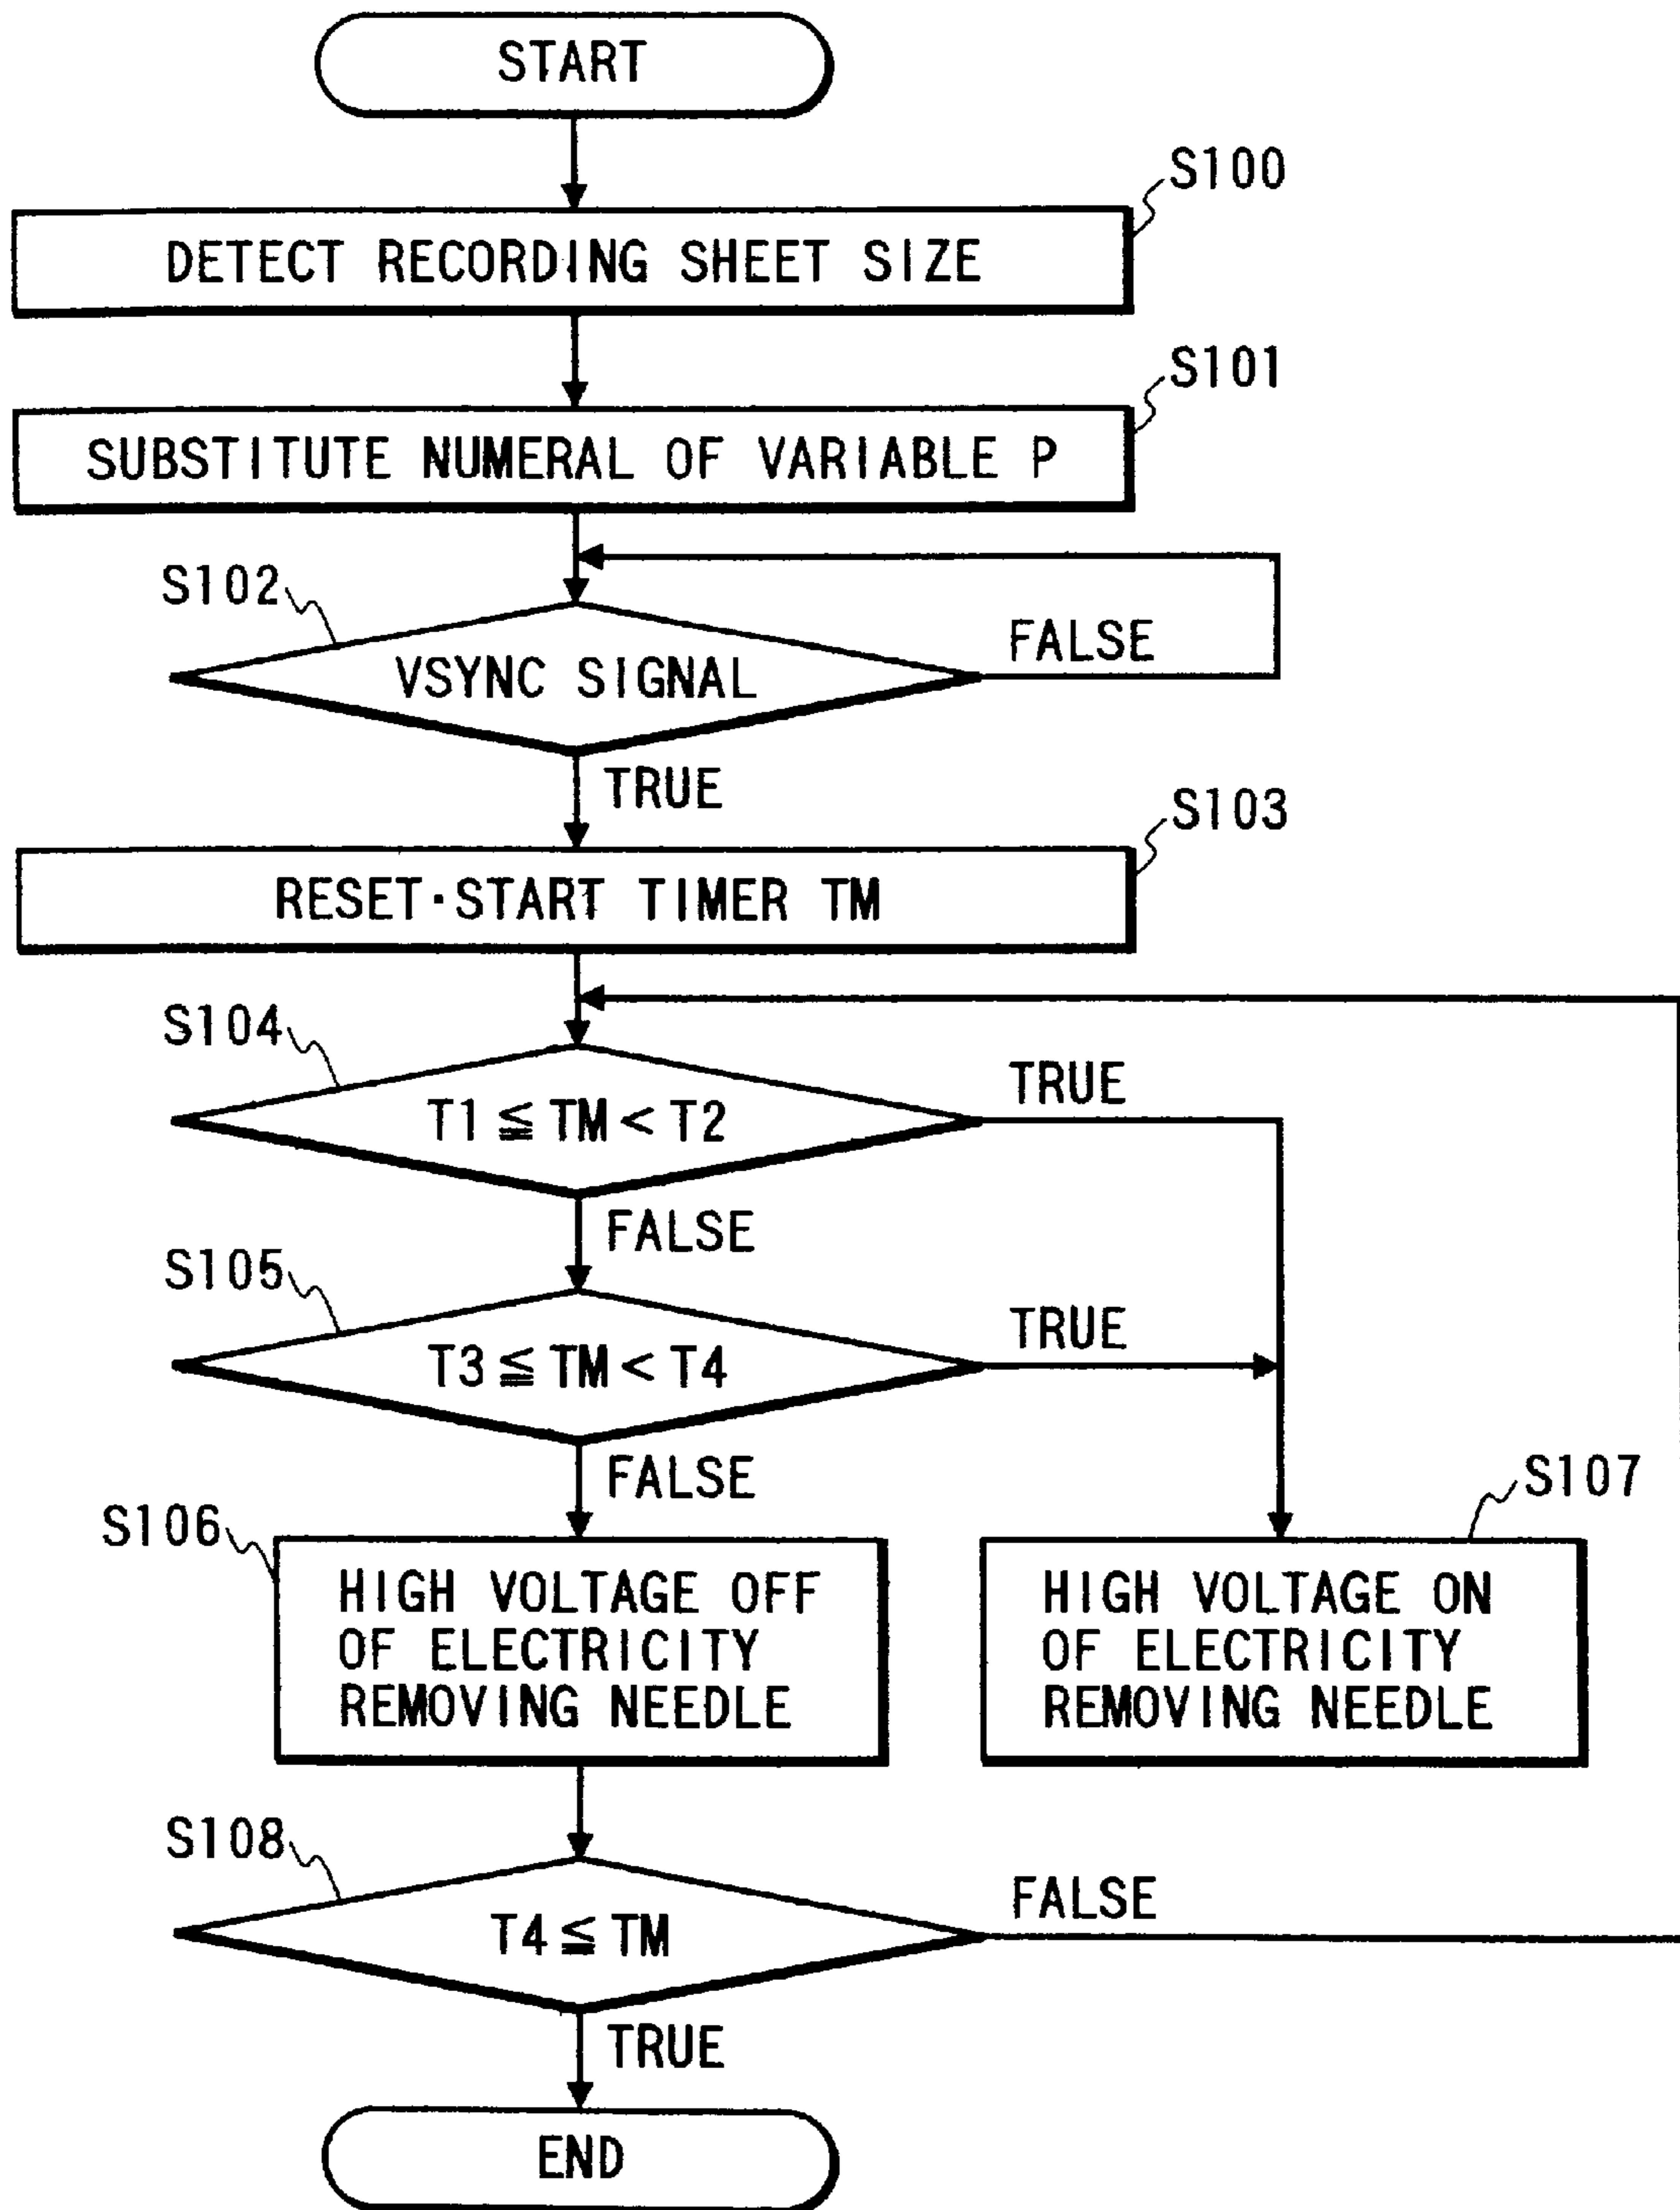 START
S100
DETECT RECORDING SHEET SIZE
S101
SUBSTITUTE NUMERAL OF VARIABLE P
S102
VSYNC SIGNAL
FALSE
TRUE
S103
RESET·START TIMER TM
S104
T1 ≦ TM < T2
TRUE
FALSE
S105
T3 ≦ TM < T4
TRUE
FALSE
S106
HIGH VOLTAGE OFF
OF ELECTRICITY
REMOVING NEEDLE
S107
HIGH VOLTAGE ON
OF ELECTRICITY
REMOVING NEEDLE
S108
T4 ≦ TM
FALSE
TRUE
END